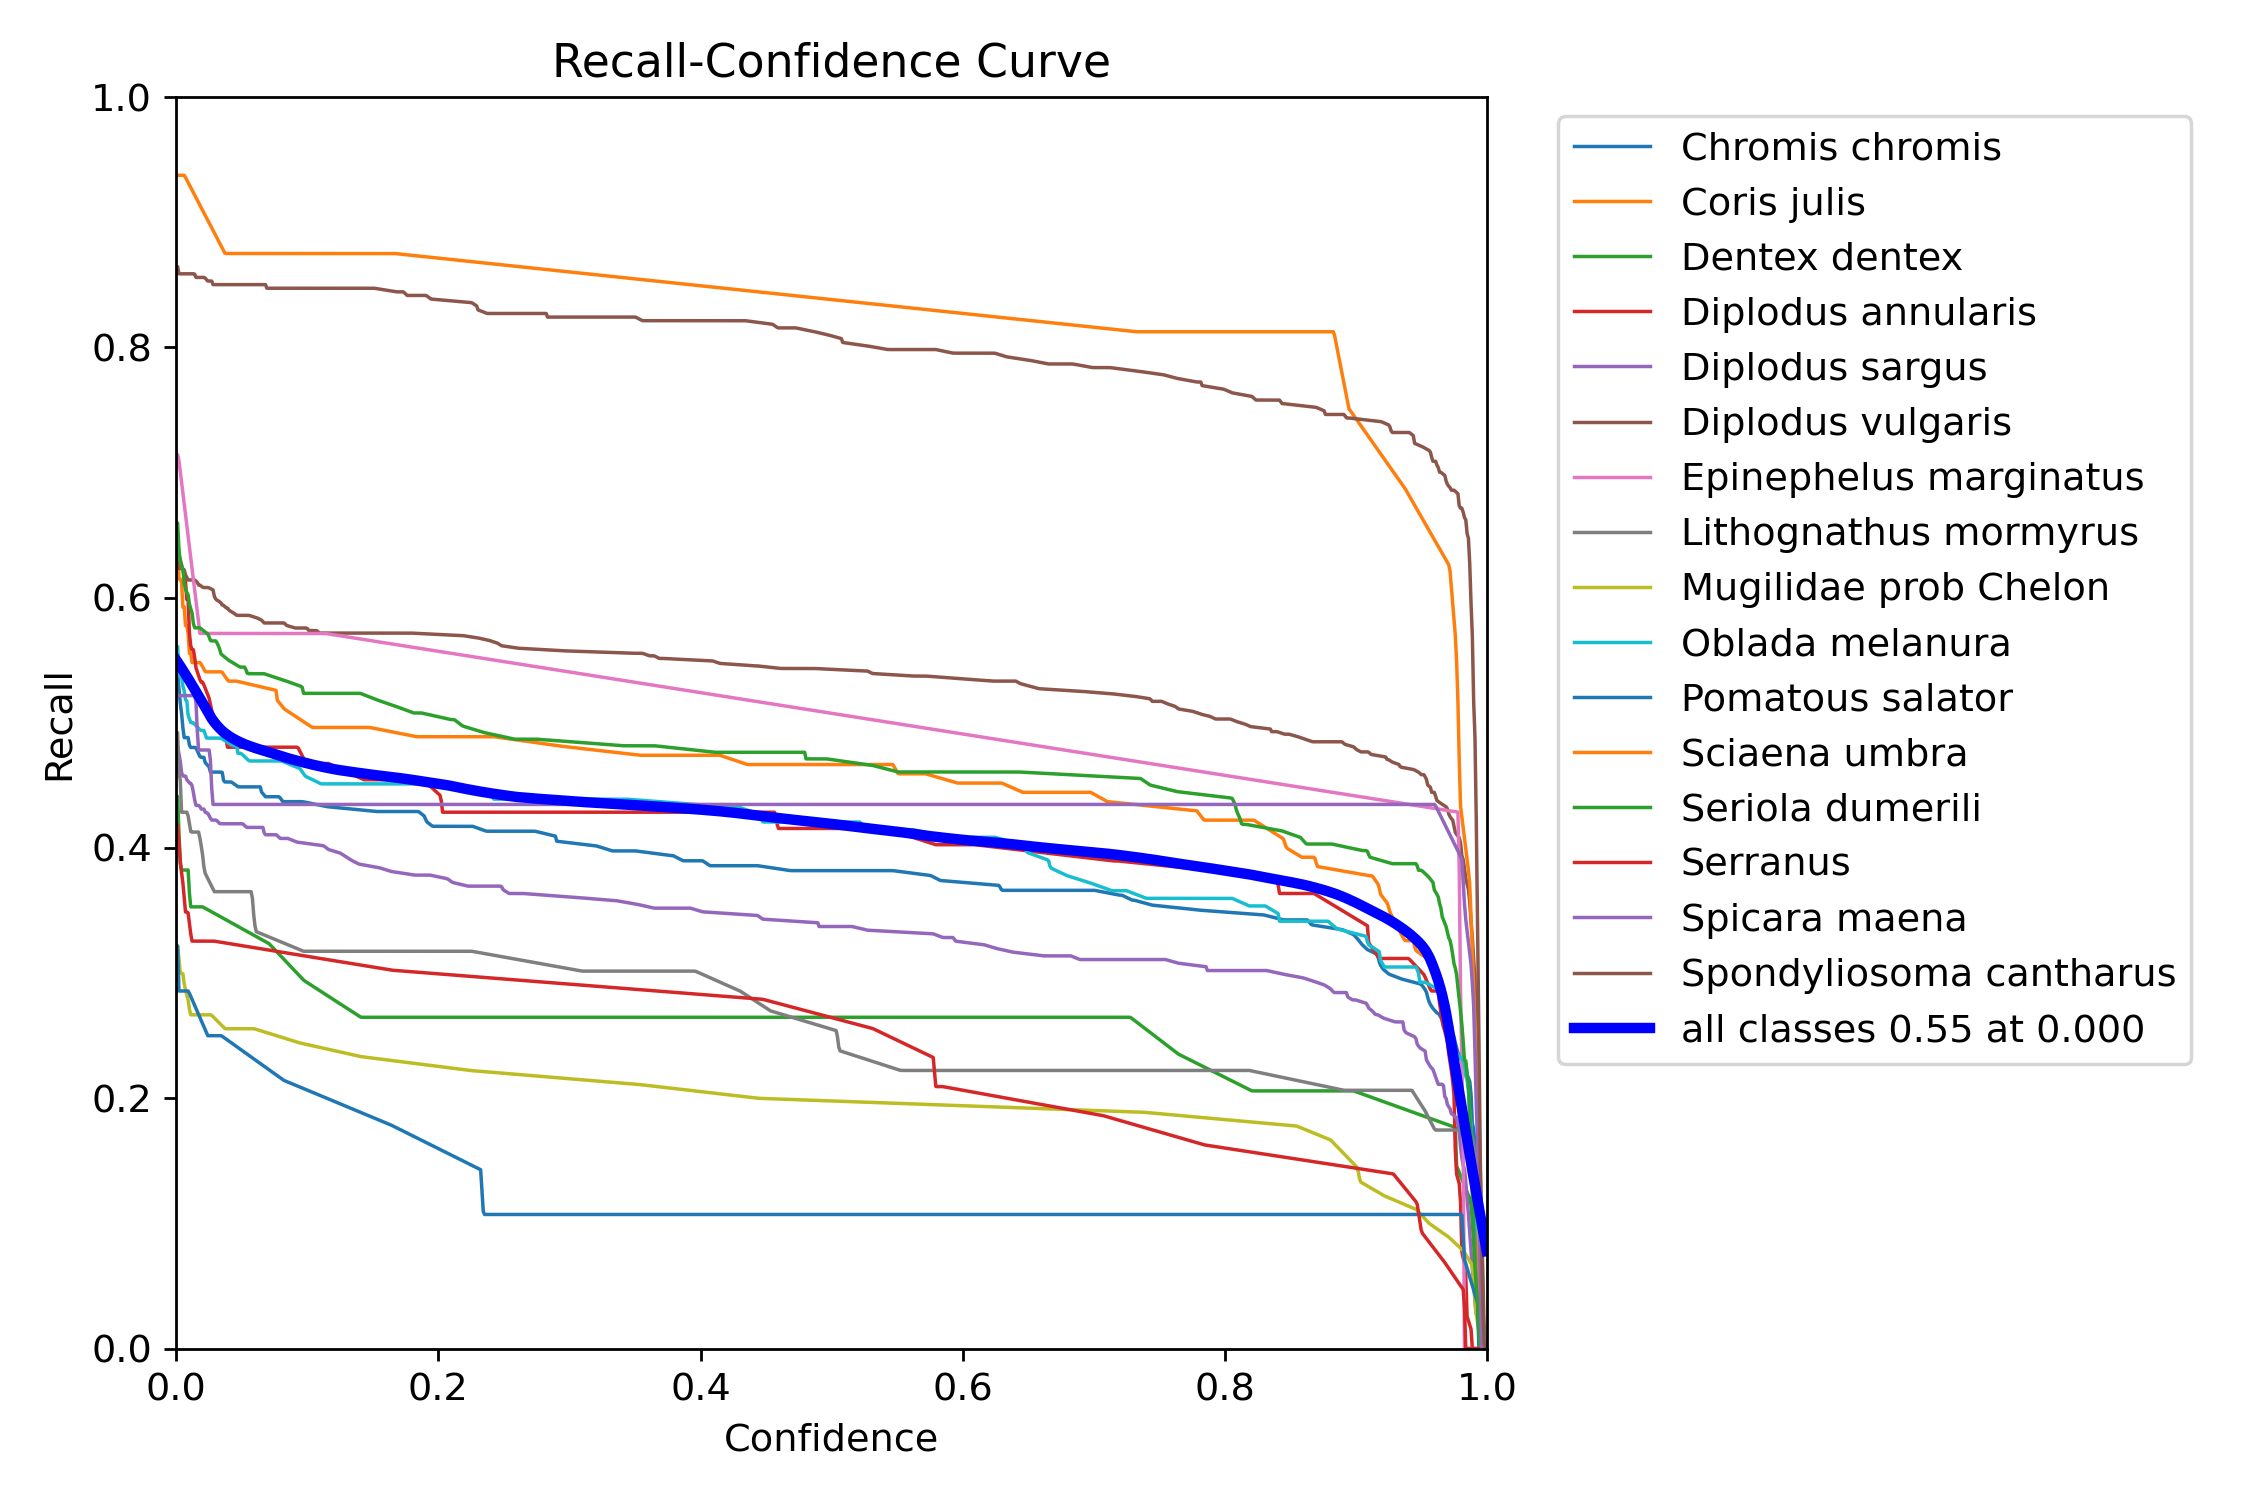 Recall-Confidence Curve
1.0
0.8
0.6
0.4
0.2
0.0
Recall
0.0 0.2 0.4 0.6 0.8 1.0
Confidence
Chromis chromis
Coris julis
Dentex dentex
Diplodus annularis
Diplodus sargus
Diplodus vulgaris
Epinephelus marginatus
Lithognathus mormyrus
Mugilidae prob Chelon
Oblada melanura
Pomatous salator
Sciaena umbra
Seriola dumerili
Serranus
Spicara maena
Spondyliosoma cantharus
all classes 0.55 at 0.000